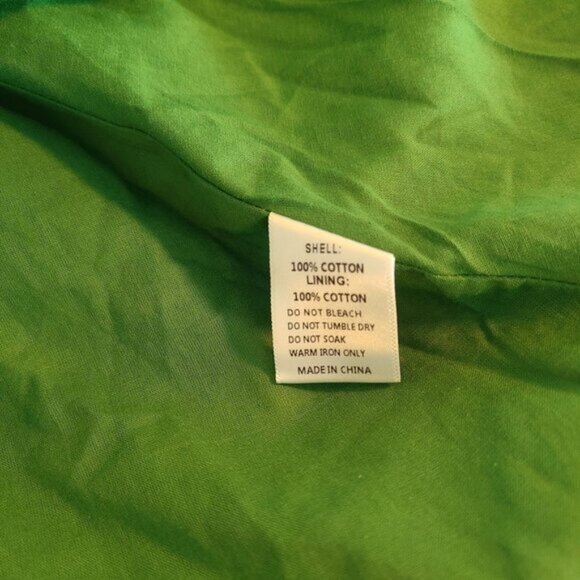 SHELL:
100% COTTON
LINING:
100% COTTON
DO NOT BLEACH
DO NOT TUMBLE DRY
DO NOT SOAK
WARM IRON ONLY
MADE IN CHINA